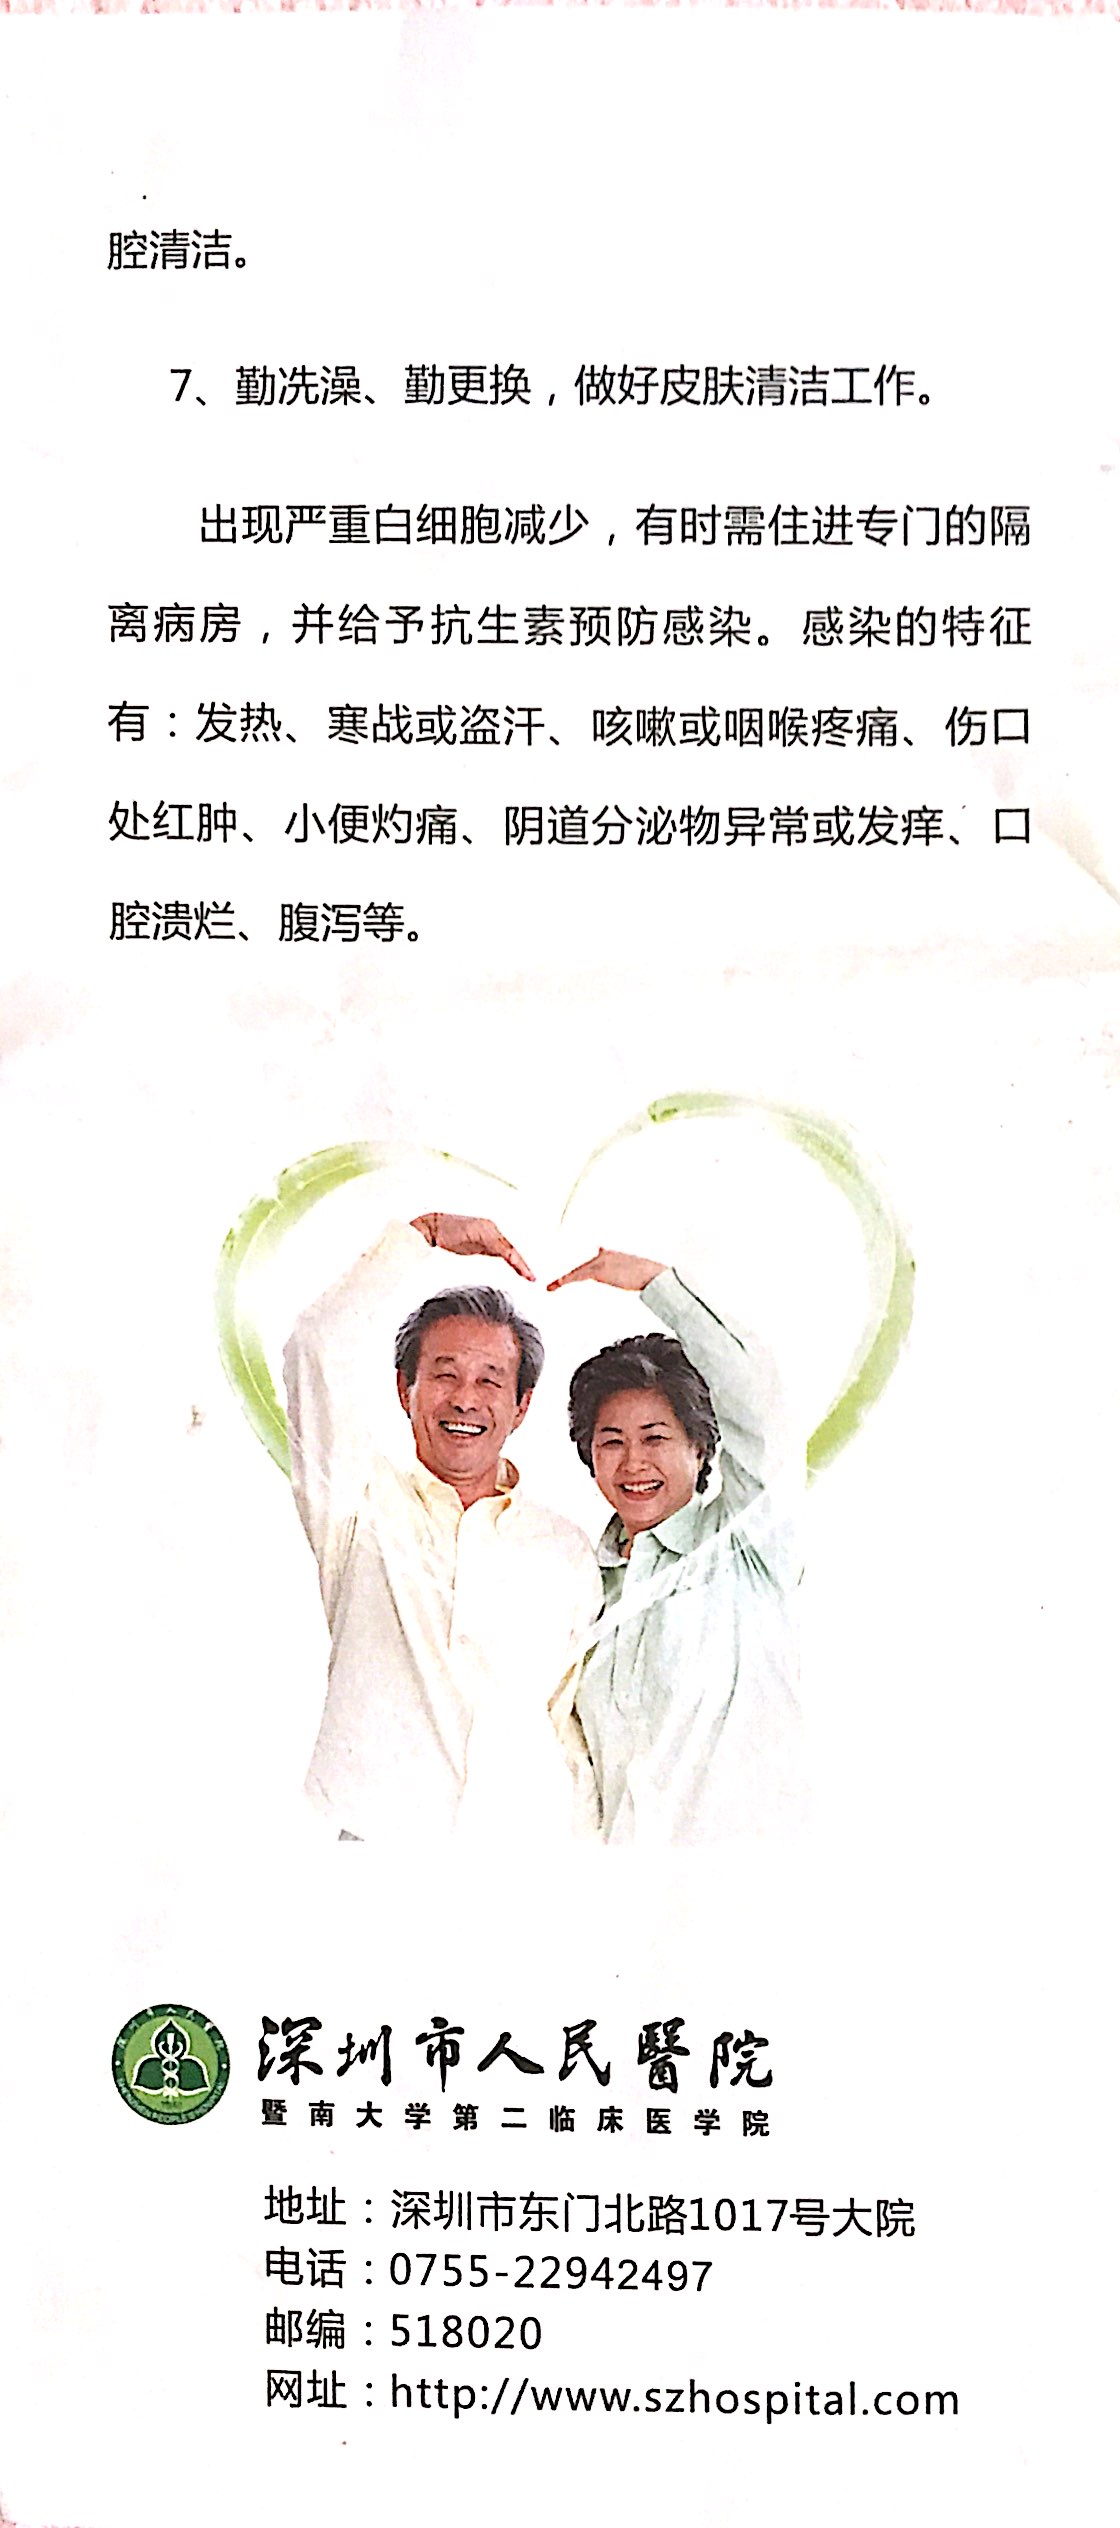 腔清洁。
7、勤冼澡、勤更换，做好皮肤清洁工作。
出现严重白细胞减少，有时需住进专门的隔
离病房，并给予抗生素预防感染。感染的特征
有：发热、寒战或盗汗、咳嗽或咽喉疼痛、伤口
处红肿、小便灼痛、阴道分泌物异常或发痒、口
腔溃烂、腹泻等。
深圳市人民醫院
暨南大学第二临床医学院
地址：深圳市东门北路1017号大院
电话：0755-22942497
邮编：518020
网址：http://www.szhospital.com